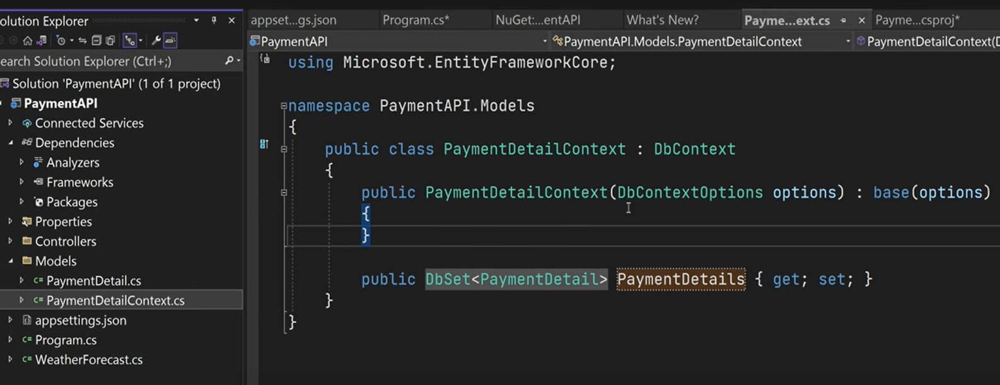 olution Explorer
earch Solution Explorer (Ctrl+;)
Solution 'PaymentAPI' (1 of 1 project)
PaymentAPI
Connected Services
Dependencies
Analyzers
Frameworks
Packages
Properties
Controllers
Models
C# PaymentDetail.cs
C# PaymentDetailContext.cs
appsettings.json
C# Program.cs
C# WeatherForecast.cs
appset...gs.json Program.cs* NuGet:...entAPI What's New? Payme...ext.cs Payme...csproj*
PaymentAPI PaymentAPI.Models.PaymentDetailContext PaymentDetailContext(D
using Microsoft.EntityFrameworkCore;
namespace PaymentAPI.Models
{
public class PaymentDetailContext : DbContext
{
public PaymentDetailContext(DbContextOptions options) : base(options)
{
}
public DbSet<PaymentDetail> PaymentDetails { get; set; }
}
}